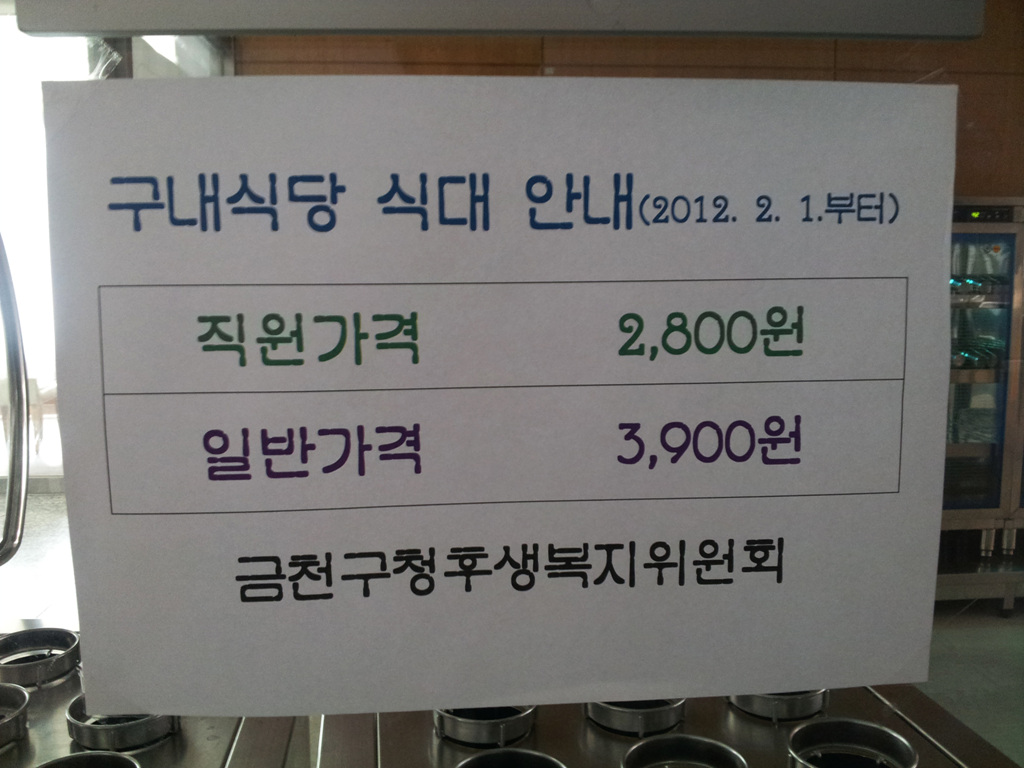 구내식당 식대 안내(2012. 2. 1.부터)
직원가격 2,800원
일반가격 3,900원
금천구청후생복지위원회